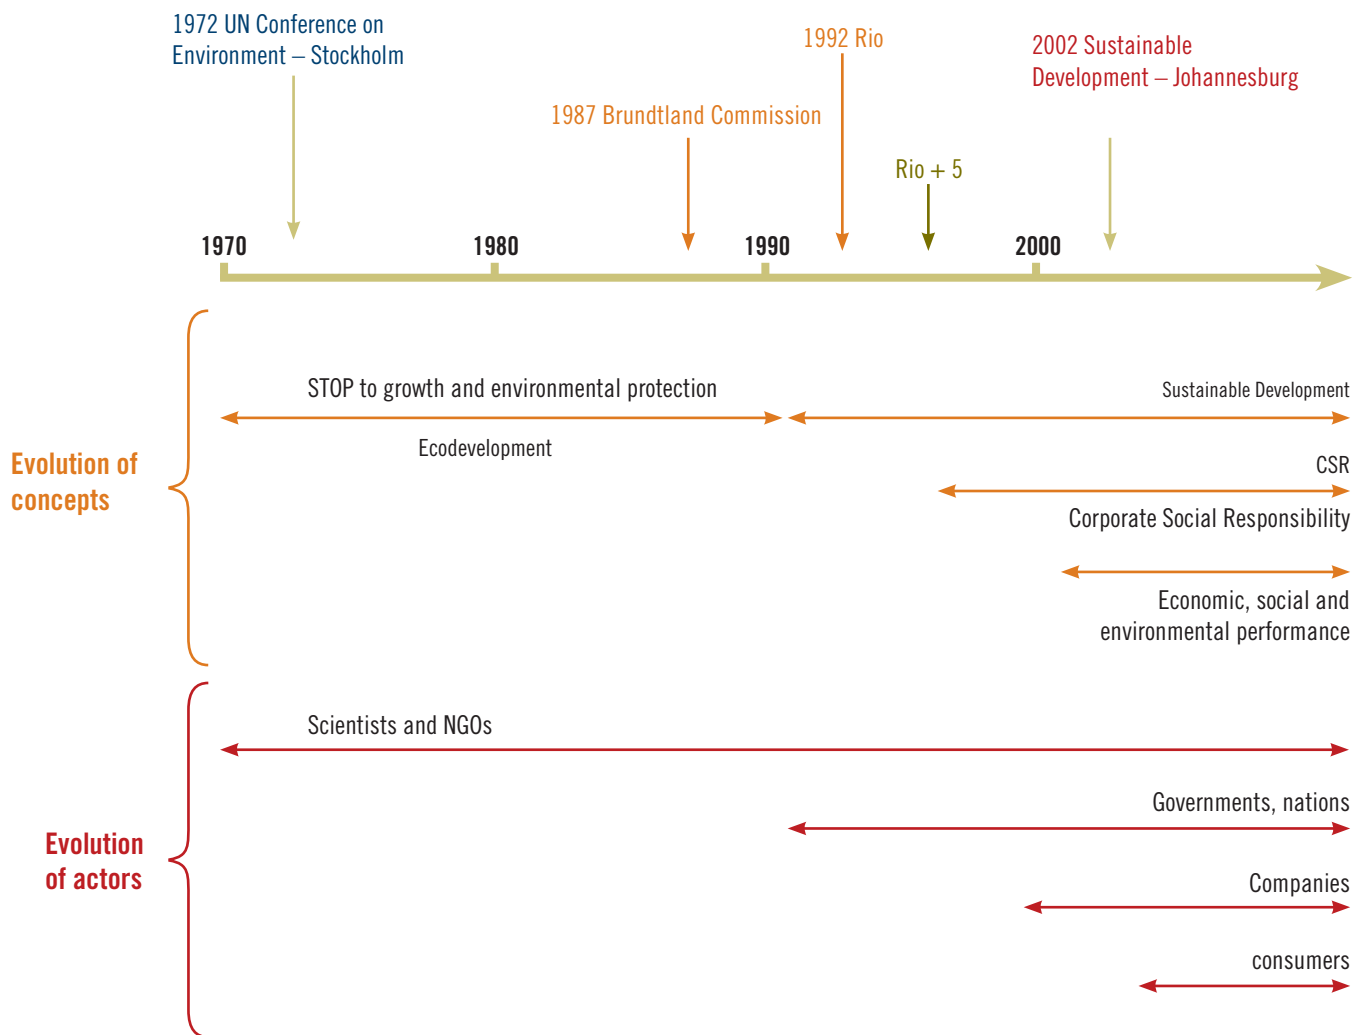 1972 UN Conference on
Environment – Stockholm
1992 Rio
2002 Sustainable
Development – Johannesburg
1987 Brundtland Commission
Rio + 5
1970
1980
1990
2000
Evolution of
concepts
STOP to growth and environmental protection
Ecodevelopment
Sustainable Development
CSR
Corporate Social Responsibility
Economic, social and
environmental performance
Evolution
of actors
Scientists and NGOs
Governments, nations
Companies
consumers